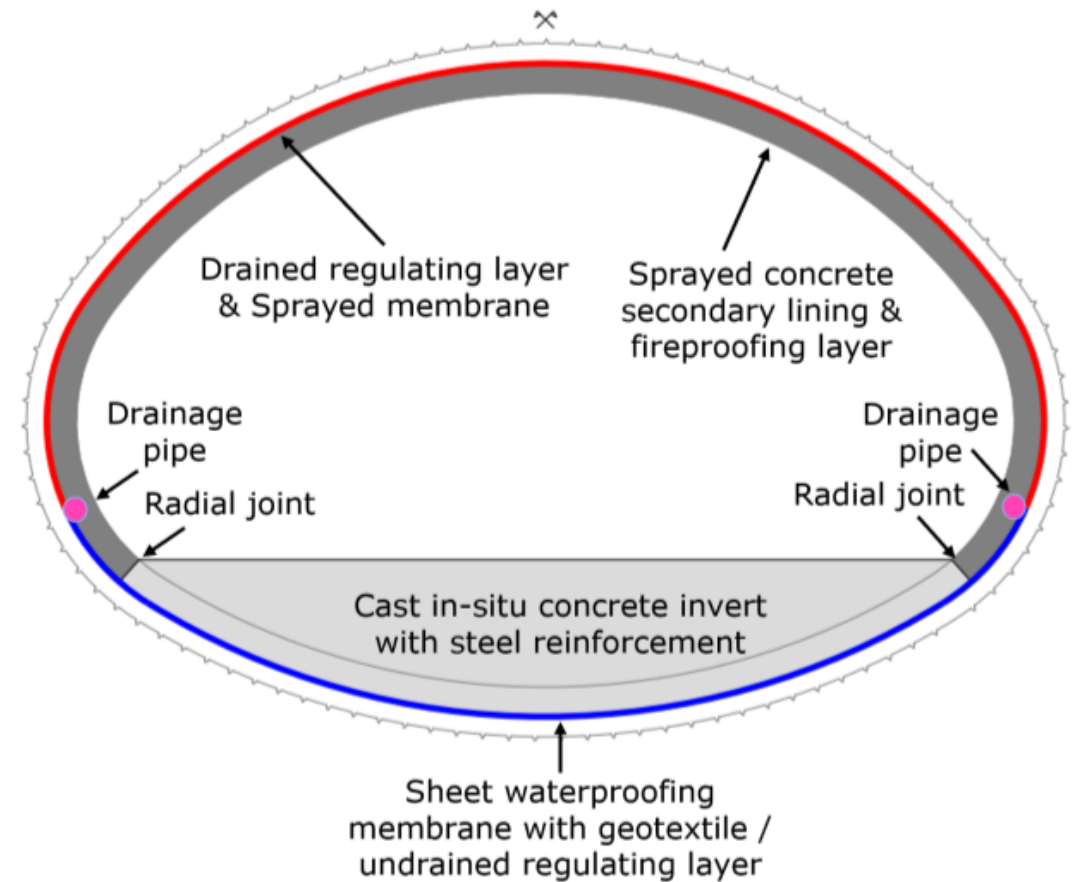 Drained regulating layer
& Sprayed membrane
Sprayed concrete
secondary lining &
fireproofing layer
Drainage
pipe
Radial joint
Drainage
pipe
Radial joint
Cast in-situ concrete invert
with steel reinforcement
Sheet waterproofing
membrane with geotextile /
undrained regulating layer